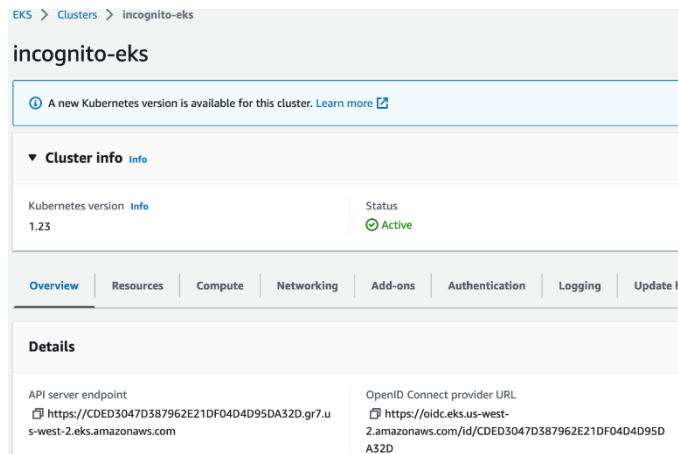 EKS > Clusters > incognito-eks
incognito-eks
A new Kubernetes version is available for this cluster. Learn more
Cluster info Info
Kubernetes version Info
1.23
Status
Active
Overview Resources Compute Networking Add-ons Authentication Logging Update
Details
API server endpoint
https://CDED3047D387962E21DF04D4D95DA32D.gr7.u
s-west-2.eks.amazonaws.com
OpenID Connect provider URL
https://oidc.eks.us-west-
2.amazonaws.com/id/CDED3047D387962E21DF04D4D95D
A32D